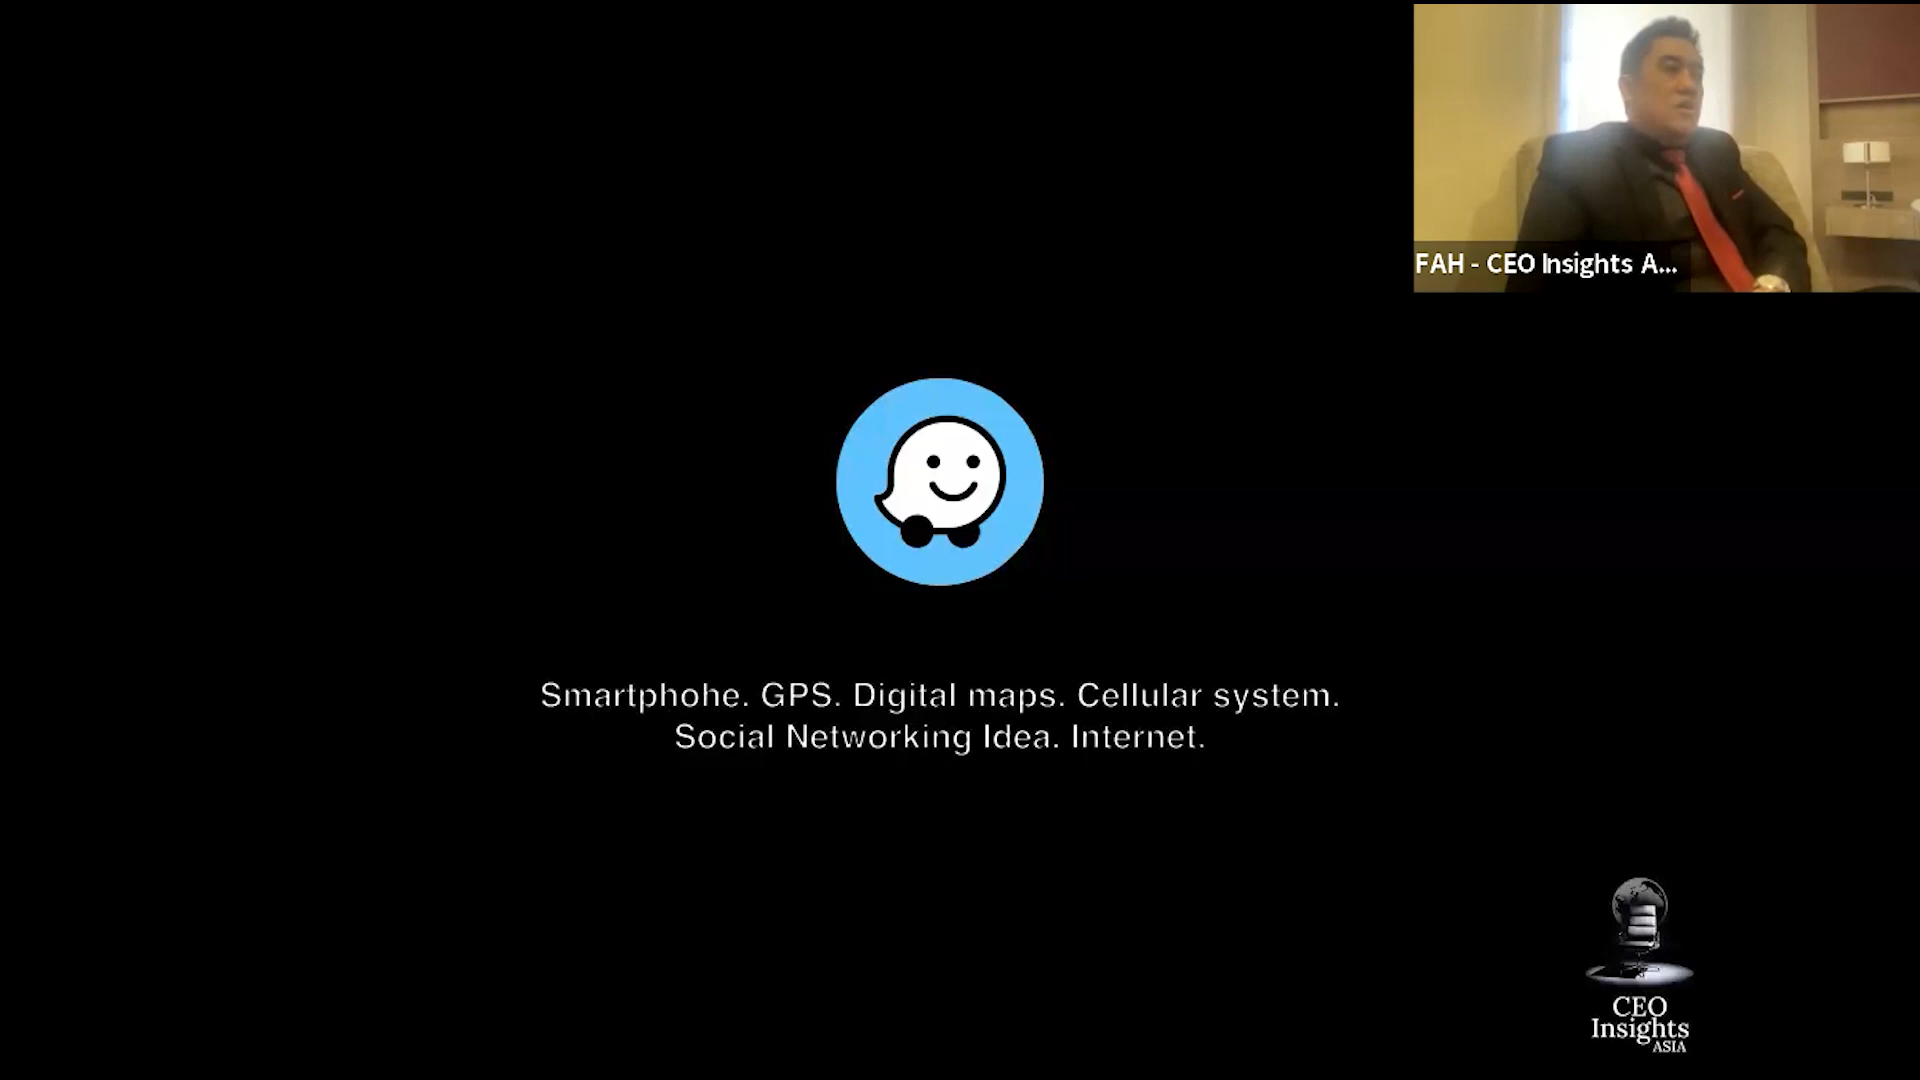 FAH - CEO Insights A...
Smartphohe. GPS. Digital maps. Cellular system.
Social Networking Idea. Internet.
CEO
Insights
ASIA